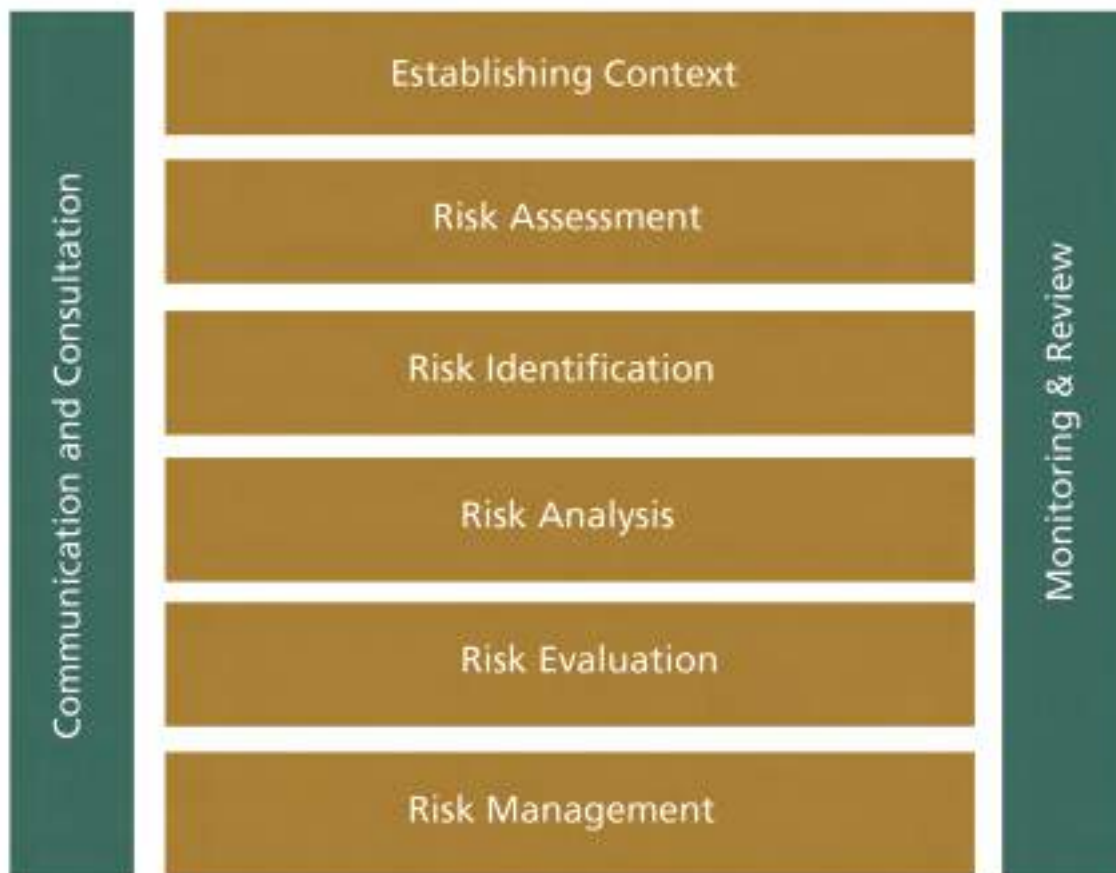 Communication and Consultation
Establishing Context
Risk Assessment
Risk Identification
Risk Analysis
Risk Evaluation
Risk Management
Monitoring & Review